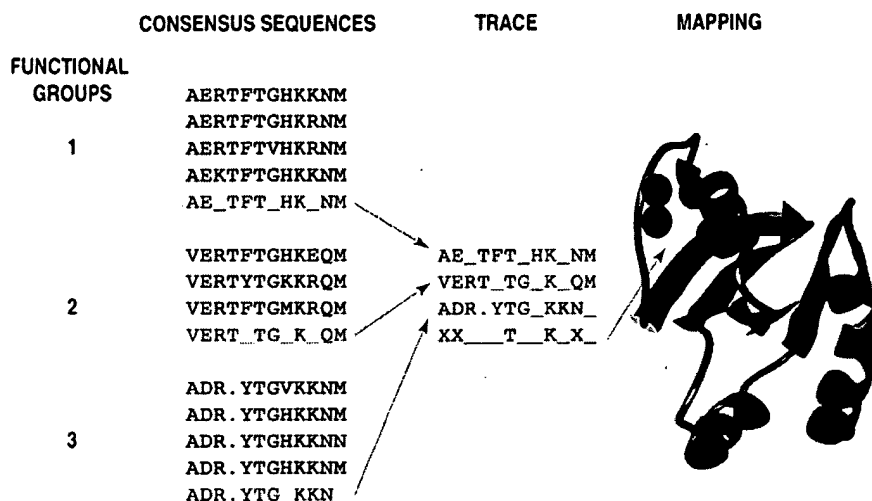 CONSENSUS SEQUENCES TRACE MAPPING
FUNCTIONAL
GROUPS
1
AERTFTGHKKNM
AERTFTGHKRNM
AERTFTVHKRNM
AEKTFTGHKKNM
AE_TFT_HK_NM
2
VERTFTGHKEQM
VERTYTGKKRQM
VERTFTGMKRQM
VERT_TG_K_QM
3
ADR.YTGVKKNM
ADR.YTGHKKNM
ADR.YTGHKKNN
ADR.YTGHKKNM
ADR.YTG_KKN_
AE_TFT_HK_NM
VERT_TG_K_QM
ADR.YTG_KKN_
XX___T__K_X_